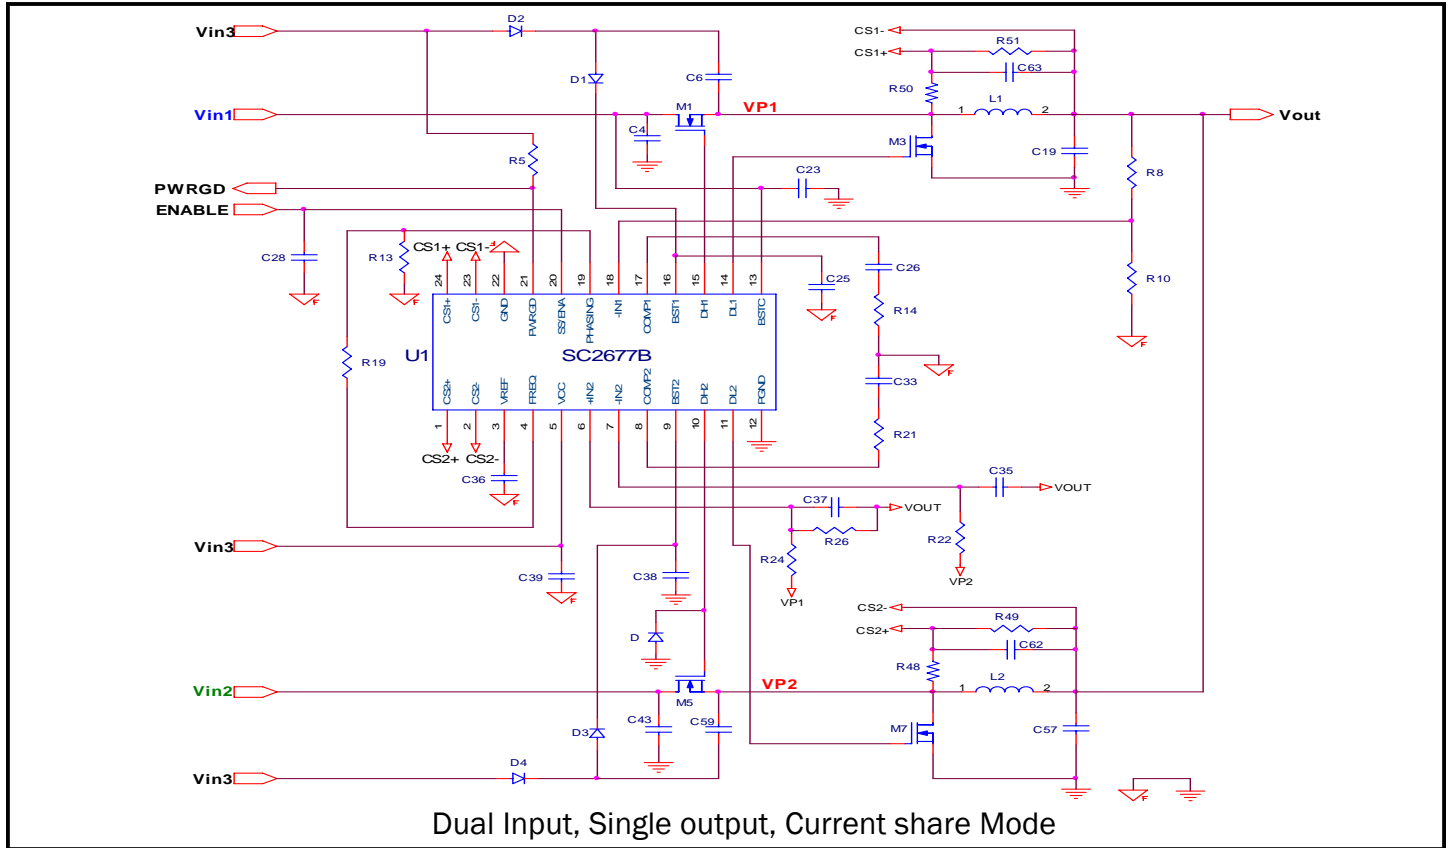 Vin3
D2
CS1-
R51
CS1+
C63
D1
C6
R50
L1
Vin1
M1
VP1
1
2
Vout
C4
M3
C19
R5
R8
C23
PWRGD
ENABLE
C28
R13
CS1+ CS1-
C26
C25
R10
24 23 22 21 20 19 18 17 16 15 14 13
CS1+ CS1- GND PWRGD SS/ENA PHASING -IN1 COMP1 BST1 DH1 DL1 BSTC
R14
F
U1
SC2677B
R19
C33
CS2+ CS2- VREF FREQ VCC +IN2 -IN2 COMP2 BST2 DH2 DL2 PGND
1 2 3 4 5 6 7 8 9 10 11 12
R21
CS2+ CS2-
C36
C35
VOUT
C37
VOUT
R26
R22
Vin3
R24
C39
C38
VP2
VP1
CS2-
R49
D
CS2+
C62
R48
L2
Vin2
VP2
1
2
M5
C43
C59
M7
C57
D3
Vin3
D4
F
Dual Input, Single output, Current share Mode